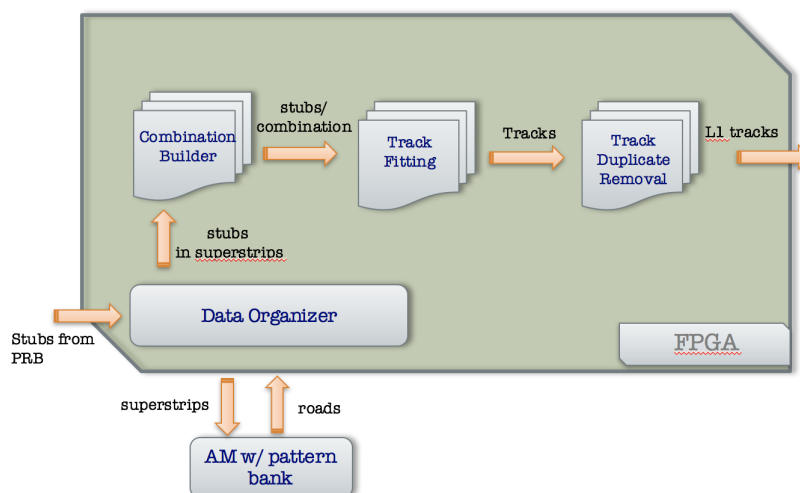 Combination
Builder
stubs/
combination
Track
Fitting
Tracks
Track
Duplicate
Removal
L1 tracks
stubs
in superstrips
Data Organizer
Stubs from
PRB
FPGA
superstrips
roads
AM w/ pattern
bank